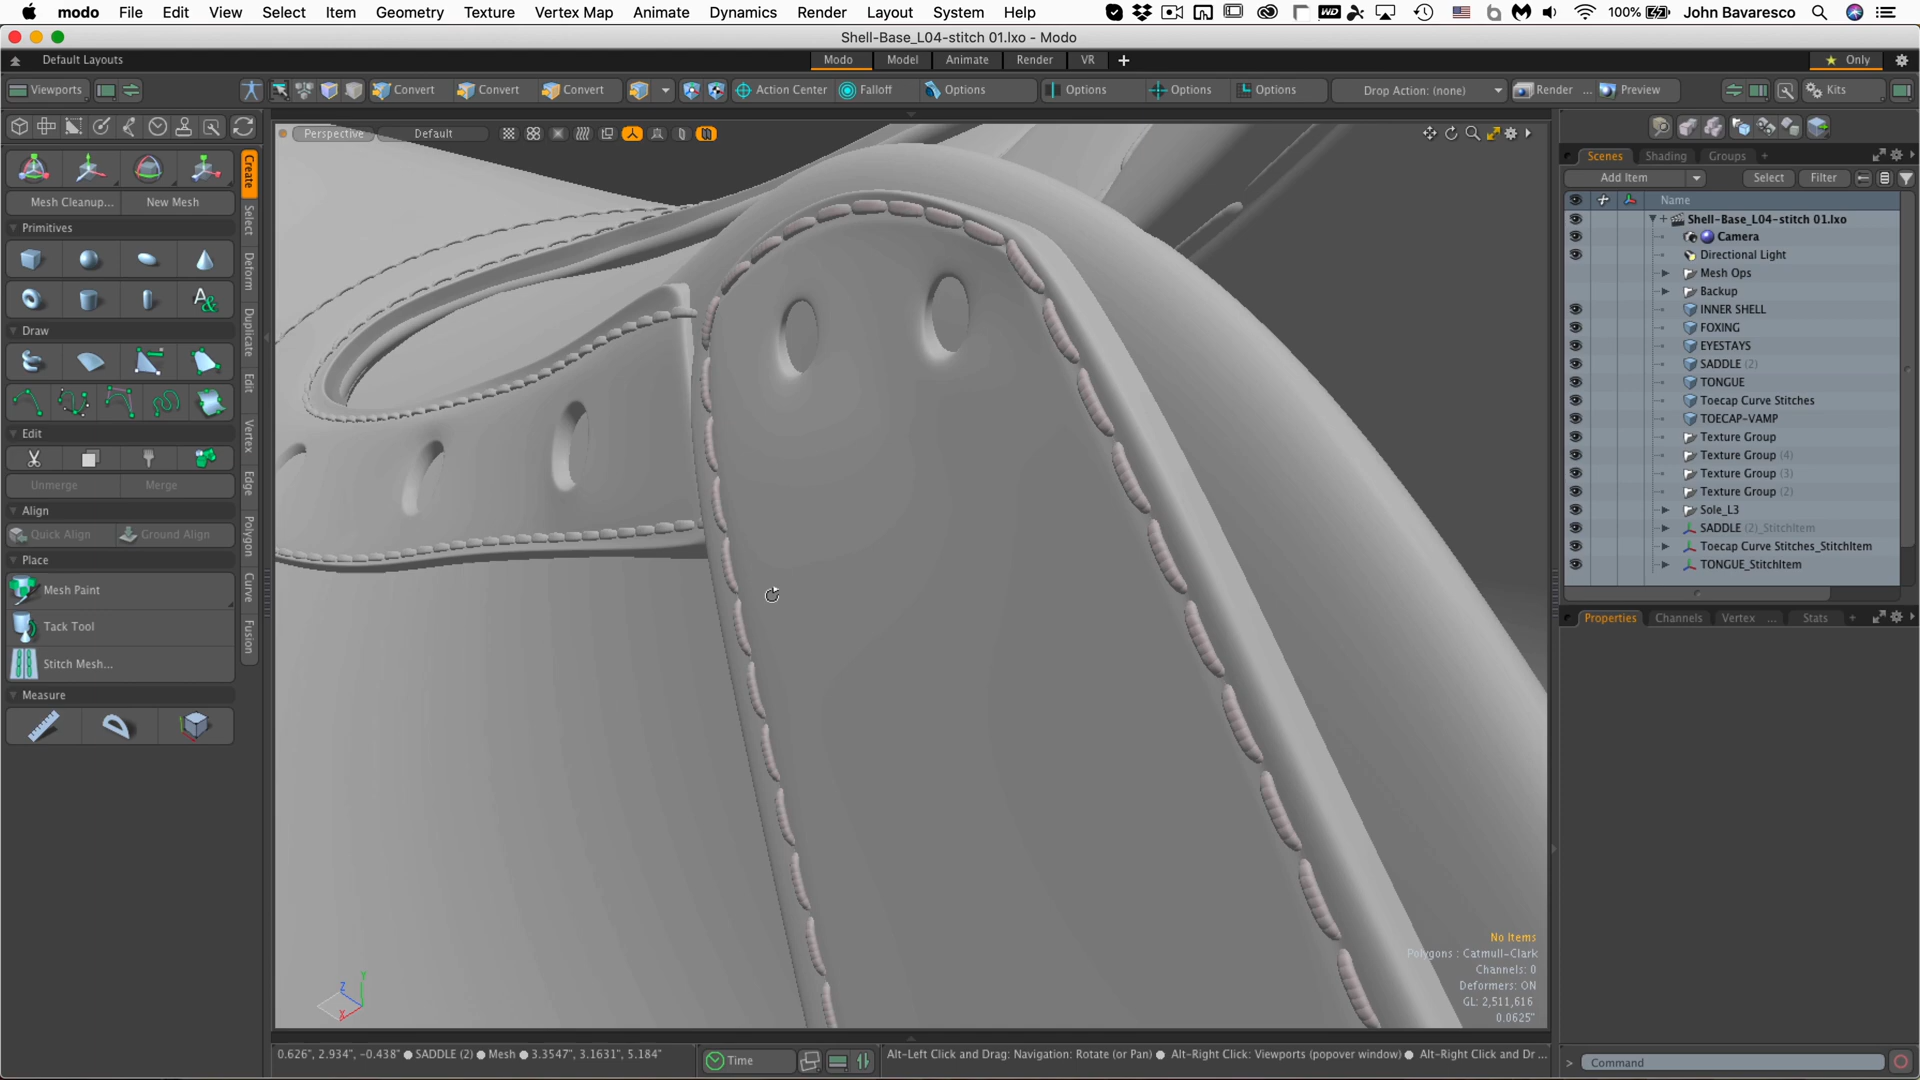 modo File Edit View Select Item Geometry Texture Vertex Map Animate Dynamics Render Layout System Help WD 100% John Bavaresco
Shell-Base_L04-stitch 01.lxo - Modo
Default Layouts Modo Model Animate Render VR + Only
Viewports Convert Convert Convert Action Center Falloff Options Options Options Options Drop Action: (none) Render ... Preview Kits
Perspective Default
Create
Select
Deform
Duplicate
Edit
Vertex
Edge
Polygon
Curve
Fusion
Mesh Cleanup... New Mesh
Primitives
Draw
Edit
Unmerge Merge
Align
Quick Align Ground Align
Place
Mesh Paint
Tack Tool
Stitch Mesh...
Measure
No Items
Polygons : Catmull-Clark
Channels: 0
Deformers: ON
GL: 2,511,616
0.0625"
Z Y X
Scenes Shading Groups +
Add Item Select Filter
Name
Shell-Base_L04-stitch 01.lxo
Camera
Directional Light
Mesh Ops
Backup
INNER SHELL
FOXING
EYESTAYS
SADDLE (2)
TONGUE
Toecap Curve Stitches
TOECAP-VAMP
Texture Group
Texture Group (4)
Texture Group (3)
Texture Group (2)
Sole_L3
SADDLE (2)_StitchItem
Toecap Curve Stitches_StitchItem
TONGUE_StitchItem
Properties Channels Vertex ... Stats +
0.626", 2.934", -0.438" ● SADDLE (2) ● Mesh ● 3.3547", 3.1631", 5.184" Time Alt-Left Click and Drag: Navigation: Rotate (or Pan) ● Alt-Right Click: Viewports (popover window) ● Alt-Right Click and Dr ... > Command